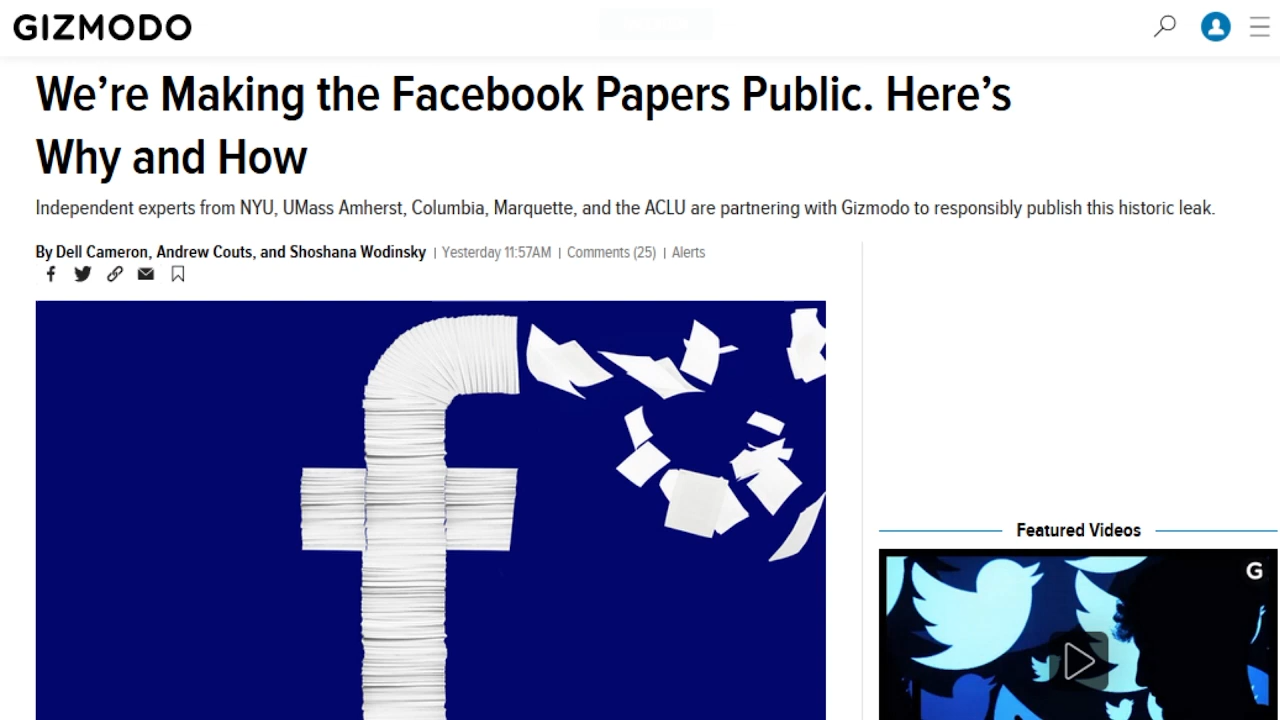 GIZMODO
We're Making the Facebook Papers Public. Here's
Why and How
Independent experts from NYU, UMass Amherst, Columbia, Marquette, and the ACLU are partnering with Gizmodo to responsibly publish this historic leak.
By Dell Cameron, Andrew Couts, and Shoshana Wodinsky | Yesterday 11:57AM | Comments (25) | Alerts
Featured Videos
G